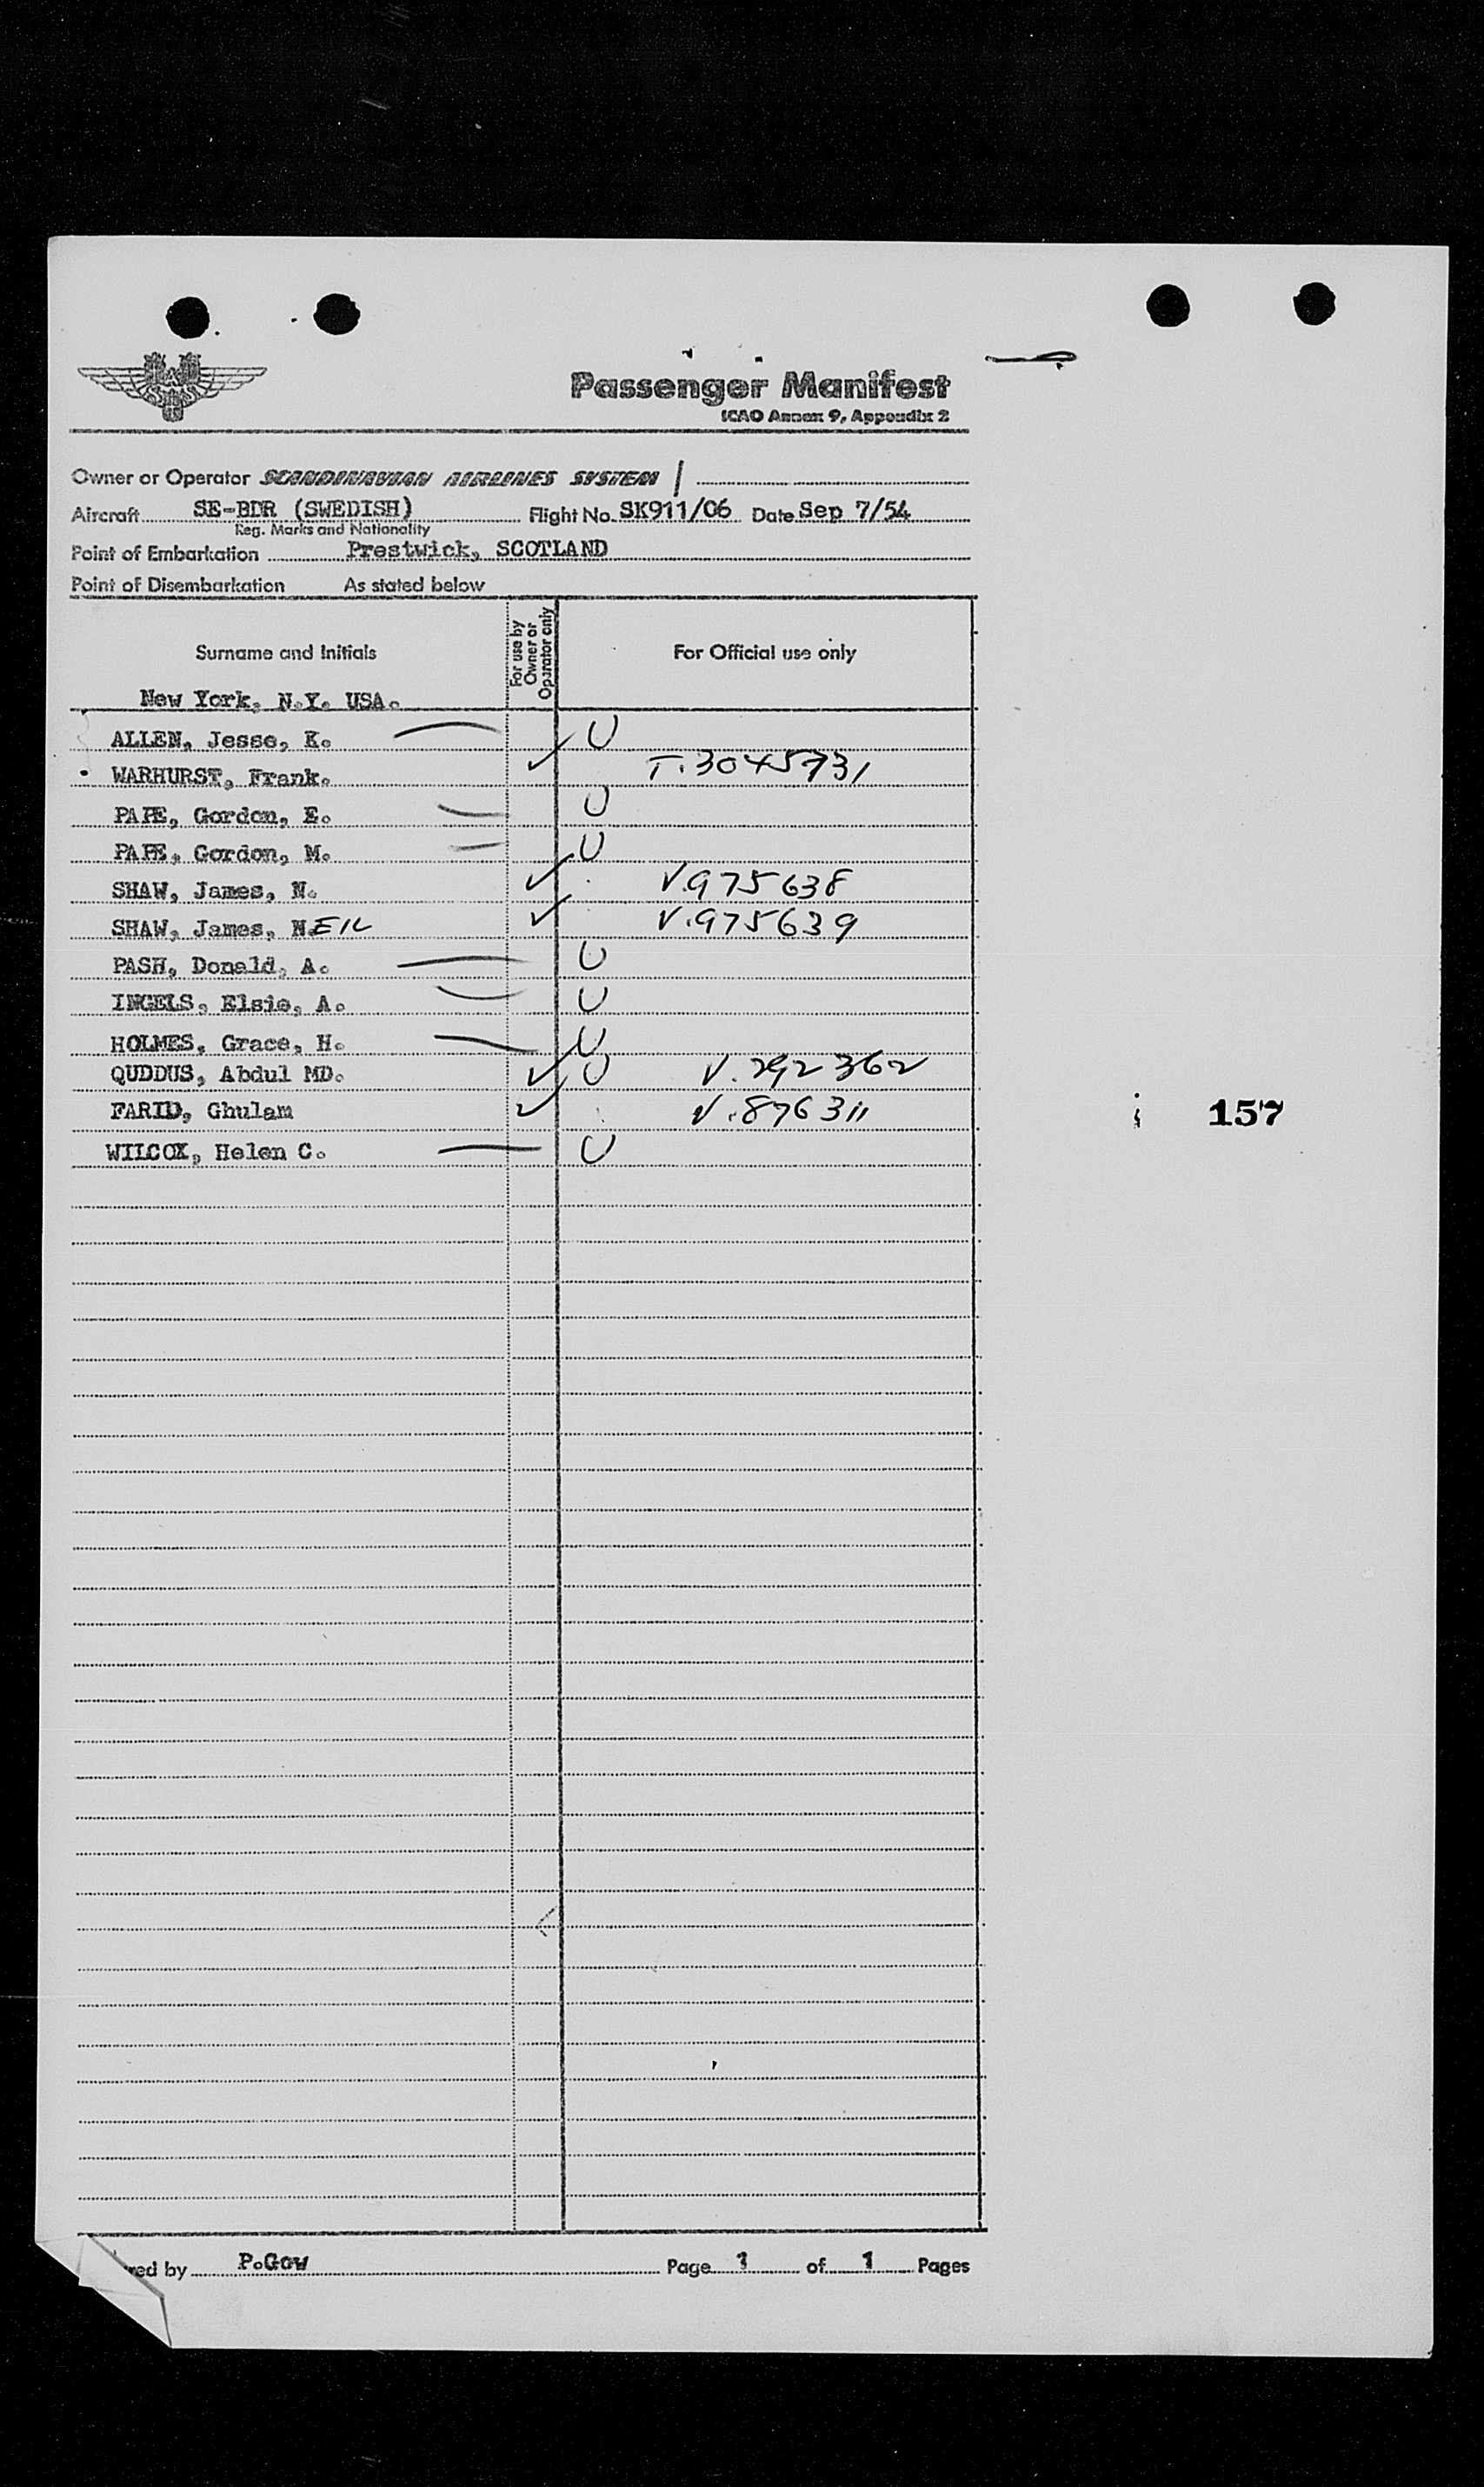 Passenger Manifest
ICAO Annex 9, Appendix 2
Owner or Operator SCANDINAVIAN AIRLINES SYSTEM
Aircraft SE-BDR (SWEDISH) Flight No. SK911/06 Date Sep 7/54
Reg. Marks and Nationality
Point of Embarkation Prestwick, SCOTLAND
Point of Disembarkation As stated below
Surname and Initials For use by Owner or Operator only For Official use only
New York, N.Y. USA.
ALLEN, Jesse, K. U
WARHURST, Frank. ✓ T.3045931
PAPE, Gordon, E. U
PAPE, Gordon, M. U
SHAW, James, N. ✓ V.975638
SHAW, James, NEIL ✓ V.975639
PASH, Donald, A. U
INGELS, Elsie, A. U
HOLMES, Grace, H. U
QUDDUS, Abdul MD. ✓ U V.292362
FARID, Ghulam ✓ V.876311
157
WILCOX, Helen C. U
red by P.Gow Page 1 of 1 Pages